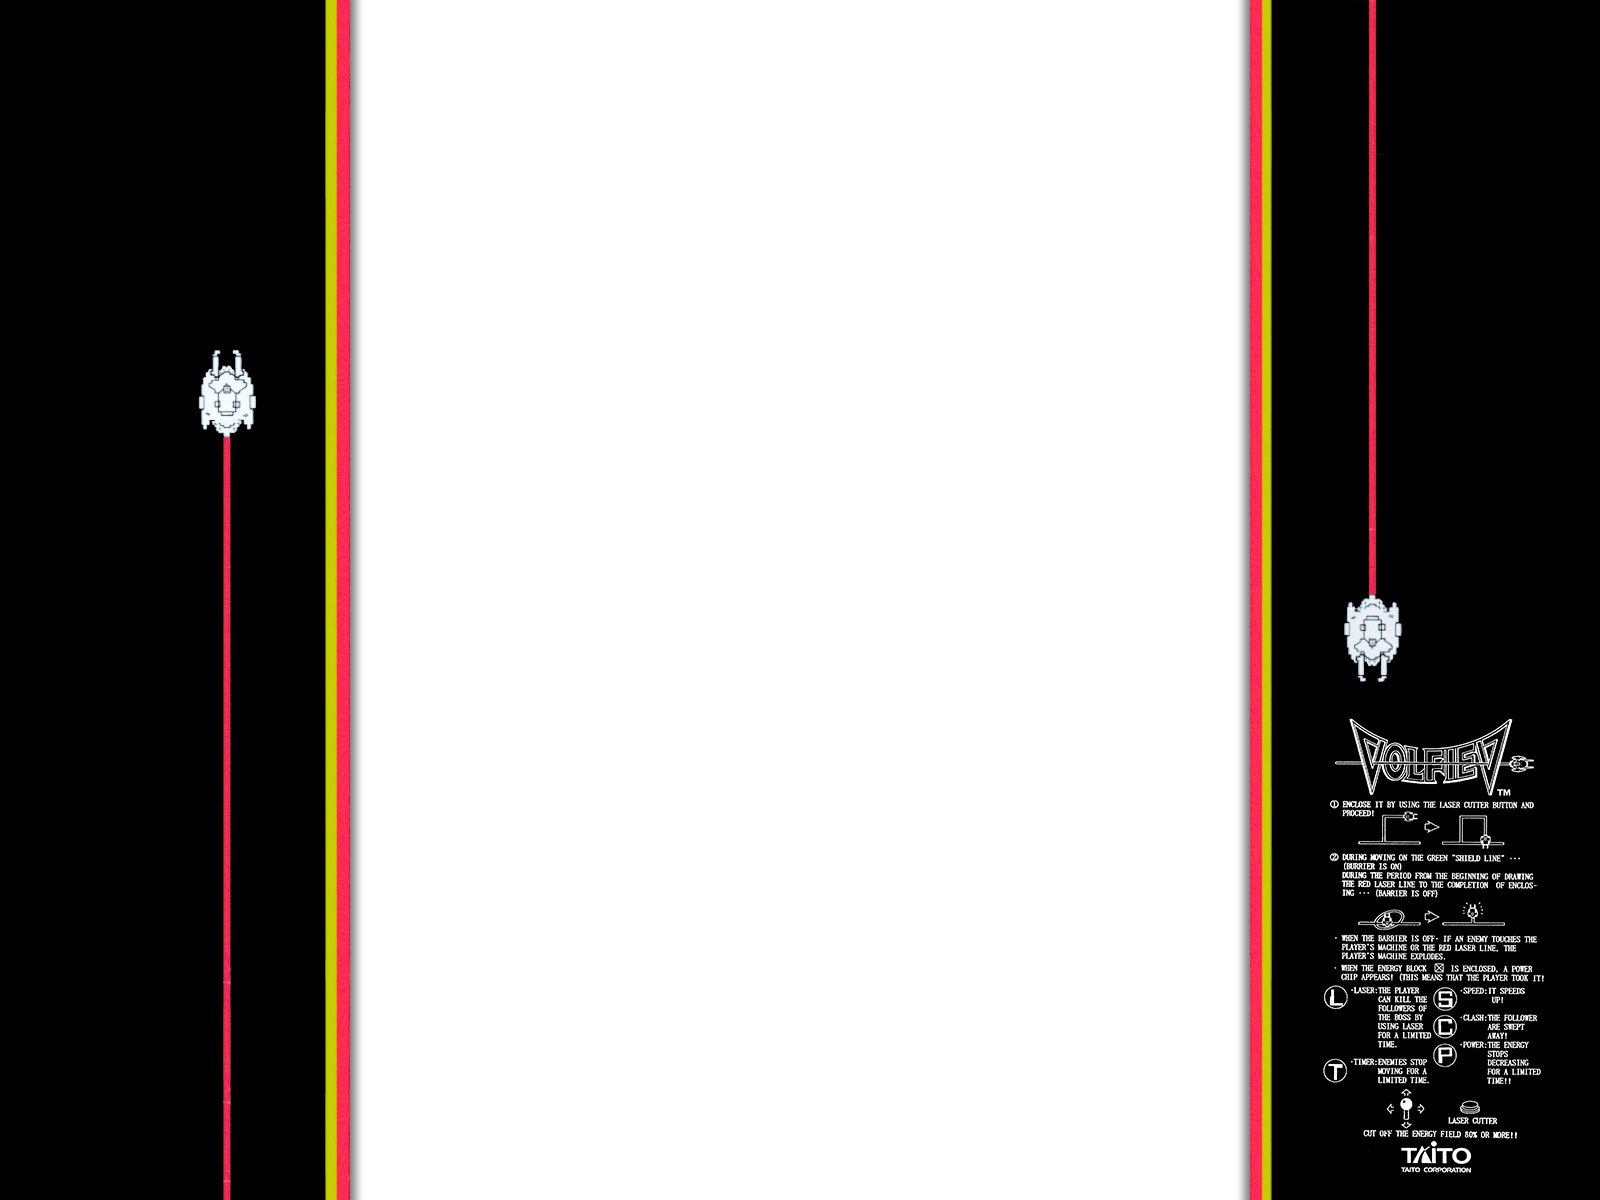 VOLFIED
TM
① ENCLOSE IT BY USING THE LASER CUTTER BUTTON AND
PROCEED!
② DURING MOVING ON THE GREEN "SHIELD LINE" ···
(BURRIER IS ON)
DURING THE PERIOD FROM THE BEGINNING OF DRAWING
THE RED LASER LINE TO THE COMPLETION OF ENCLOS-
ING ··· (BARRIER IS OFF)
· WHEN THE BARRIER IS OFF· IF AN ENEMY TOUCHES THE
PLAYER'S MACHINE OR THE RED LASER LINE, THE
PLAYER'S MACHINE EXPLODES.
· WHEN THE ENERGY BLOCK IS ENCLOSED, A POWER
CHIP APPEARS! (THIS MEANS THAT THE PLAYER TOOK IT!
L ·LASER:THE PLAYER
CAN KILL THE
FOLLOWERS OF
THE BOSS BY
USING LASER
FOR A LIMITED
TIME.
T ·TIMER:ENEMIES STOP
MOVING FOR A
LIMITED TIME.
S ·SPEED:IT SPEEDS
UP!
C ·CLASH:THE FOLLOWER
ARE SWEPT
AWAY!
P ·POWER:THE ENERGY
STOPS
DECREASING
FOR A LIMITED
TIME!!
LASER CUTTER
CUT OFF THE ENERGY FIELD 80% OR MORE!!
TAITO
TAITO CORPORATION